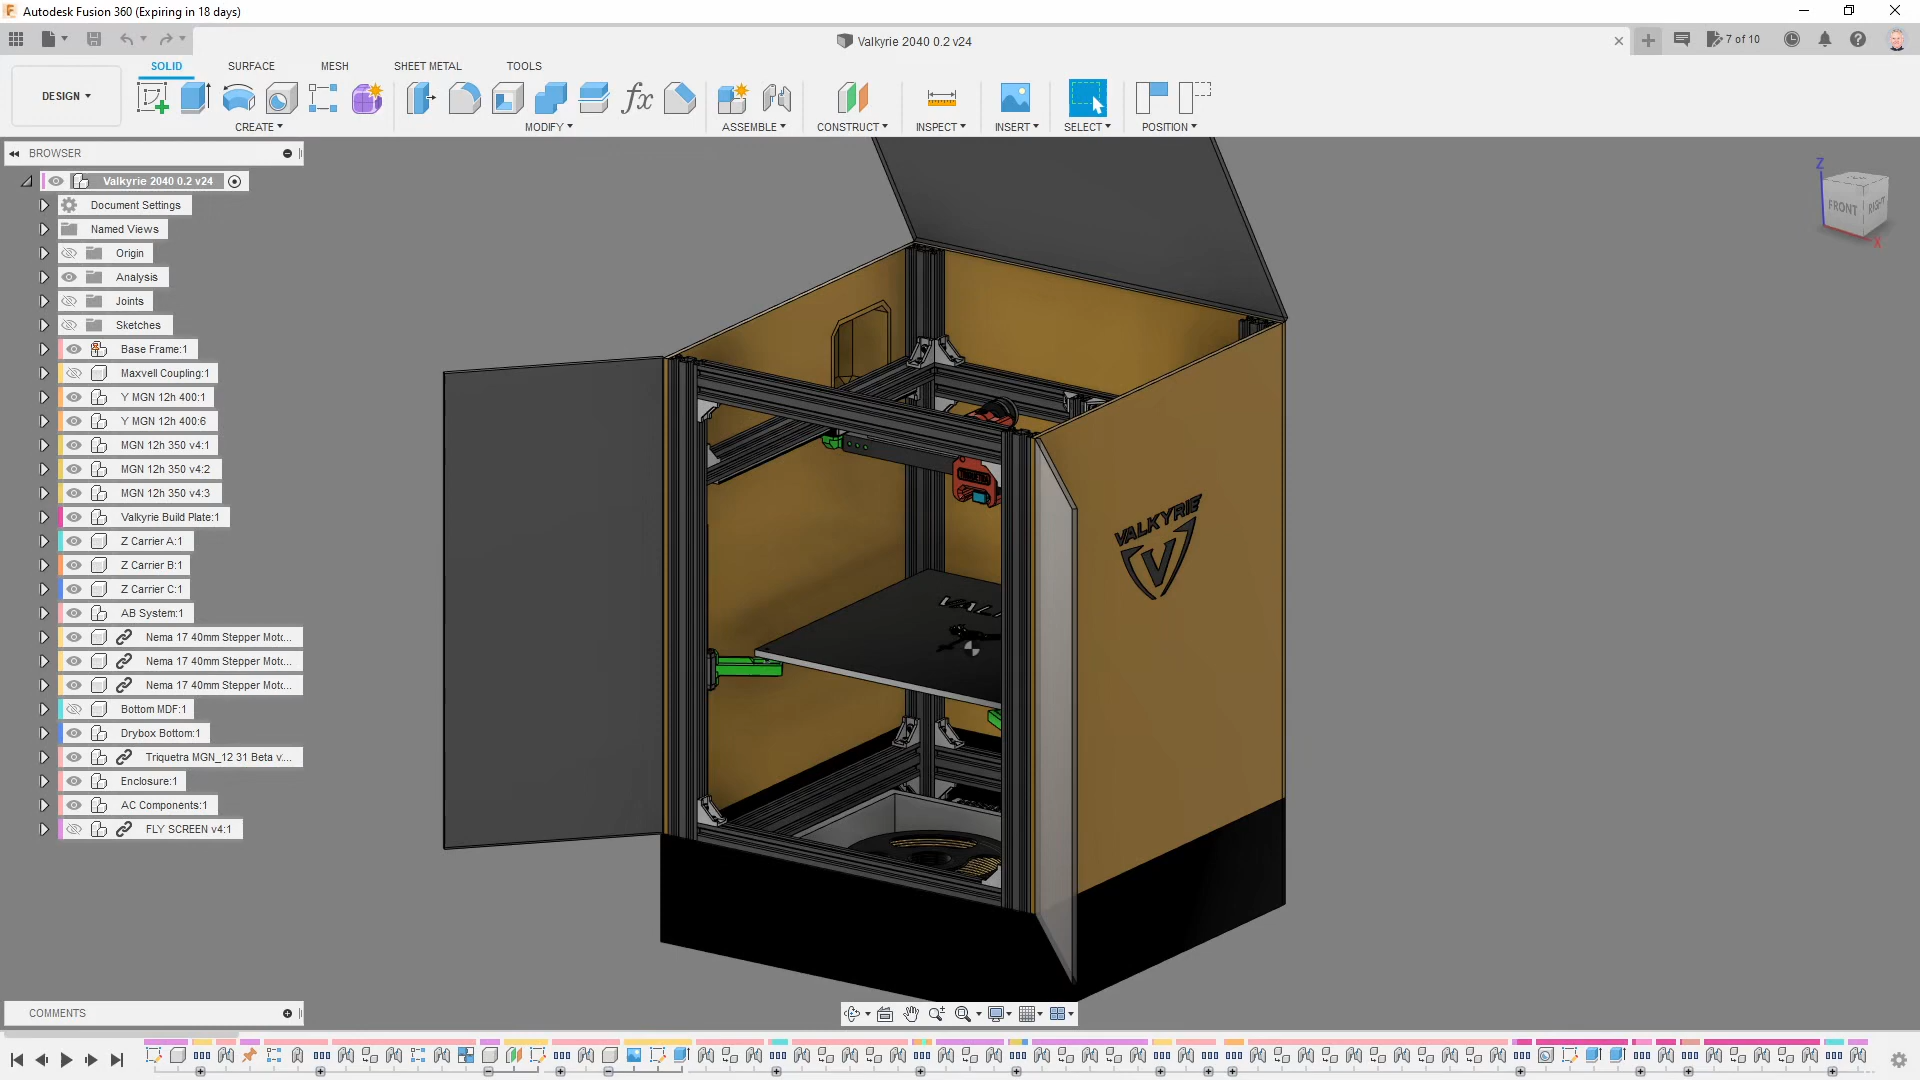 Autodesk Fusion 360 (Expiring in 18 days)
Valkyrie 2040 0.2 v24
7 of 10
DESIGN
SOLID
SURFACE
MESH
SHEET METAL
TOOLS
fx
CREATE
MODIFY
ASSEMBLE
CONSTRUCT
INSPECT
INSERT
SELECT
POSITION
BROWSER
Valkyrie 2040 0.2 v24
Document Settings
Named Views
Origin
Analysis
Joints
Sketches
Base Frame:1
Maxvell Coupling:1
Y MGN 12h 400:1
Y MGN 12h 400:6
MGN 12h 350 v4:1
MGN 12h 350 v4:2
MGN 12h 350 v4:3
Valkyrie Build Plate:1
Z Carrier A:1
Z Carrier B:1
Z Carrier C:1
AB System:1
Nema 17 40mm Stepper Motc...
Nema 17 40mm Stepper Motc...
Nema 17 40mm Stepper Motc...
Bottom MDF:1
Drybox Bottom:1
Triquetra MGN_12 31 Beta v....
Enclosure:1
AC Components:1
FLY SCREEN v4:1
Z
FRONT
RIGHT
X
VALKYRIE
V
COMMENTS